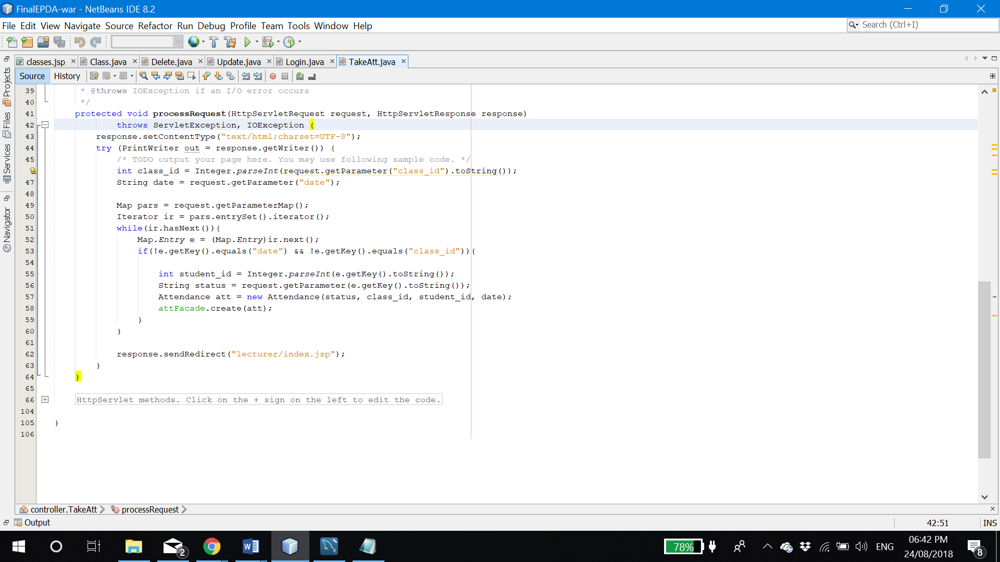 FinalEPDA-war - NetBeans IDE 8.2
File Edit View Navigate Source Refactor Run Debug Profile Team Tools Window Help
Search (Ctrl+I)
classes.jsp Class.java Delete.java Update.java Login.java TakeAtt.java
Source History
Projects
Files
Services
Navigator
39 * @throws IOException if an I/O error occurs
40 */
41 protected void processRequest(HttpServletRequest request, HttpServletResponse response)
42 throws ServletException, IOException {
43 response.setContentType("text/html;charset=UTF-8");
44 try (PrintWriter out = response.getWriter()) {
45 /* TODO output your page here. You may use following sample code. */
int class_id = Integer.parseInt(request.getParameter("class_id").toString());
47 String date = request.getParameter("date");
48
49 Map pars = request.getParameterMap();
50 Iterator ir = pars.entrySet().iterator();
51 while(ir.hasNext()){
52 Map.Entry e = (Map.Entry)ir.next();
53 if(!e.getKey().equals("date") && !e.getKey().equals("class_id")){
54
55 int student_id = Integer.parseInt(e.getKey().toString());
56 String status = request.getParameter(e.getKey().toString());
57 Attendance att = new Attendance(status, class_id, student_id, date);
58 attFacade.create(att);
59 }
60 }
61
62 response.sendRedirect("lecturer/index.jsp");
63 }
64 }
65
66 HttpServlet methods. Click on the + sign on the left to edit the code.
104
105 }
106
controller.TakeAtt processRequest
Output
42:51 INS
2
78%
ENG
06:42 PM
24/08/2018
8